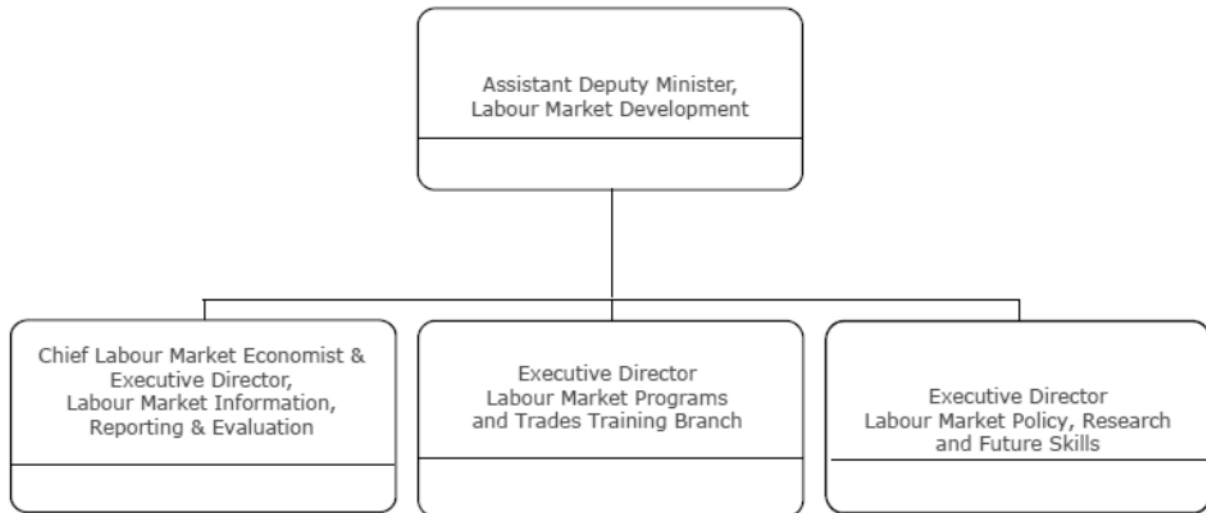 Assistant Deputy Minister,
Labour Market Development
Chief Labour Market Economist &
Executive Director,
Labour Market Information,
Reporting & Evaluation
Executive Director
Labour Market Programs
and Trades Training Branch
Executive Director
Labour Market Policy, Research
and Future Skills